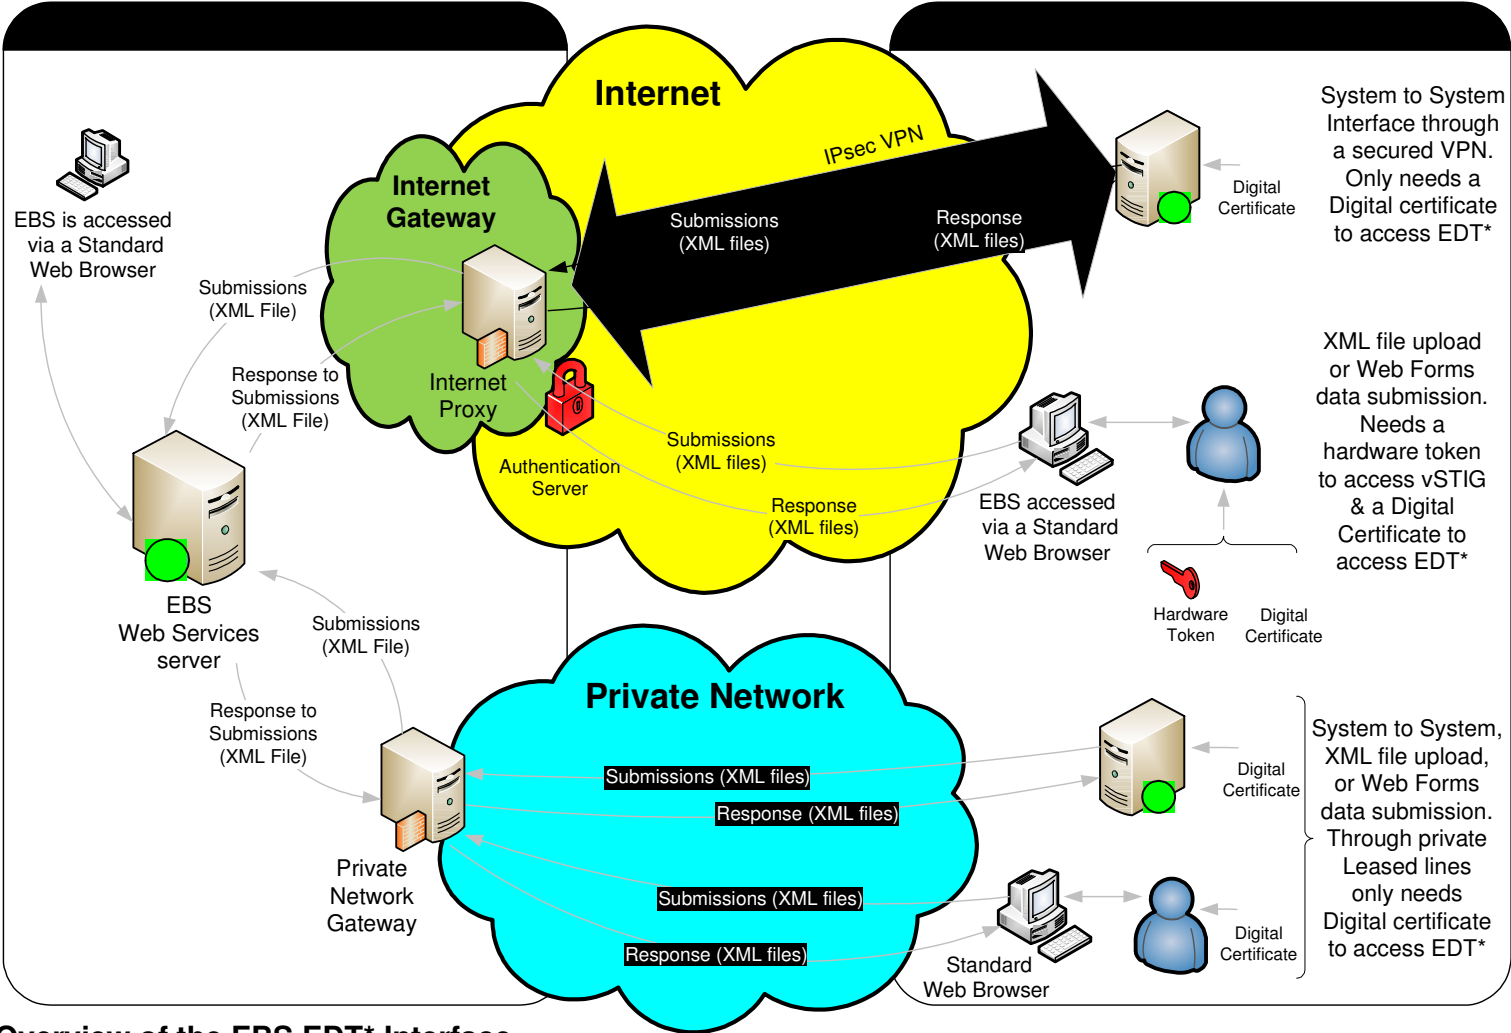 Internet
IPsec VPN
Submissions
(XML files)
Response
(XML files)
Digital
Certificate
System to System
Interface through
a secured VPN.
Only needs a
Digital certificate
to access EDT*
EBS is accessed
via a Standard
Web Browser
Internet
Gateway
Submissions
(XML File)
Response to
Submissions
(XML File)
Internet
Proxy
Authentication
Server
Submissions
(XML files)
Response
(XML files)
EBS accessed
via a Standard
Web Browser
XML file upload
or Web Forms
data submission.
Needs a
hardware token
to access vSTIG
& a Digital
Certificate to
access EDT*
Hardware
Token
Digital
Certificate
EBS
Web Services
server
Submissions
(XML File)
Response to
Submissions
(XML File)
Private Network
Submissions (XML files)
Response (XML files)
Submissions (XML files)
Response (XML files)
Private
Network
Gateway
Digital
Certificate
Standard
Web Browser
Digital
Certificate
System to System,
XML file upload,
or Web Forms
data submission.
Through private
Leased lines
only needs
Digital certificate
to access EDT*
Overview of the EBS EDT* Interface